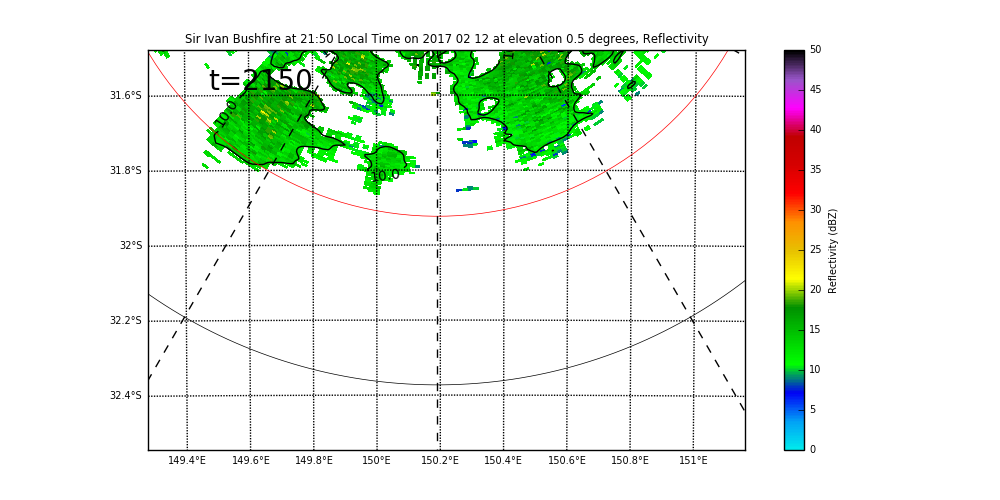 Sir Ivan Bushfire at 21:50 Local Time on 2017 02 12 at elevation 0.5 degrees, Reflectivity
t=2150
10.0
10.0
31.6°S
31.8°S
32°S
32.2°S
32.4°S
149.4°E 149.6°E 149.8°E 150°E 150.2°E 150.4°E 150.6°E 150.8°E 151°E
50
45
40
35
30
25
20
15
10
5
0
Reflectivity (dBZ)